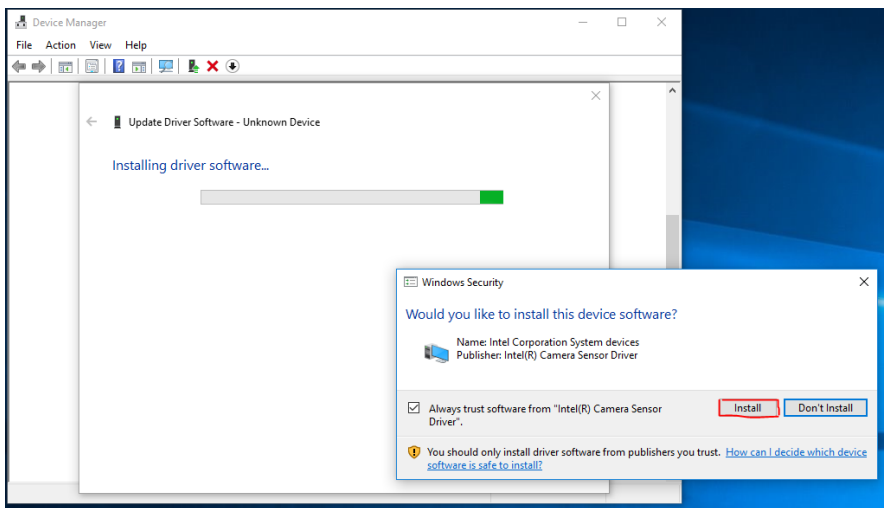 Device Manager
File Action View Help
Update Driver Software - Unknown Device
Installing driver software...
Windows Security
Would you like to install this device software?
Name: Intel Corporation System devices
Publisher: Intel(R) Camera Sensor Driver
Always trust software from "Intel(R) Camera Sensor
Driver".
Install
Don't Install
You should only install driver software from publishers you trust. How can I decide which device
software is safe to install?